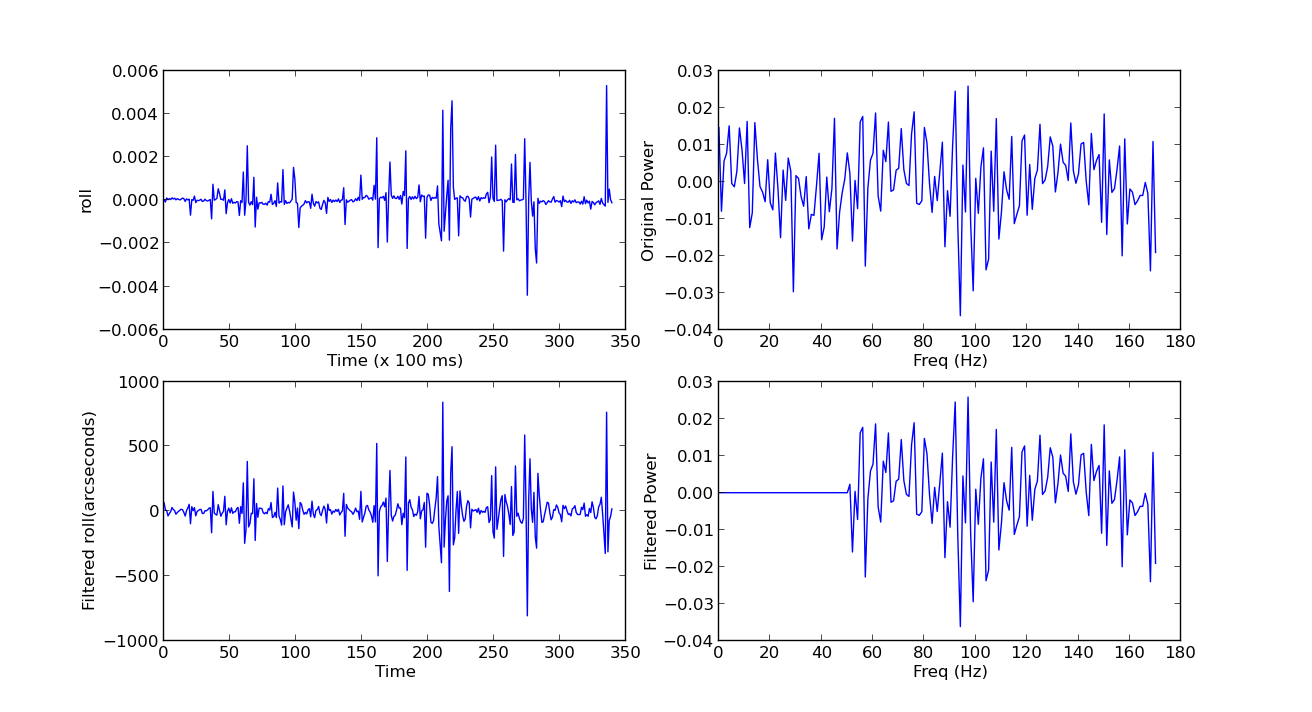 0.006
0.004
0.002
0.000
−0.002
−0.004
−0.006
roll
0 50 100 150 200 250 300 350
Time (x 100 ms)
0.03
0.02
0.01
0.00
−0.01
−0.02
−0.03
−0.04
Original Power
0 20 40 60 80 100 120 140 160 180
Freq (Hz)
1000
500
0
−500
−1000
Filtered roll(arcseconds)
0 50 100 150 200 250 300 350
Time
0.03
0.02
0.01
0.00
−0.01
−0.02
−0.03
−0.04
Filtered Power
0 20 40 60 80 100 120 140 160 180
Freq (Hz)